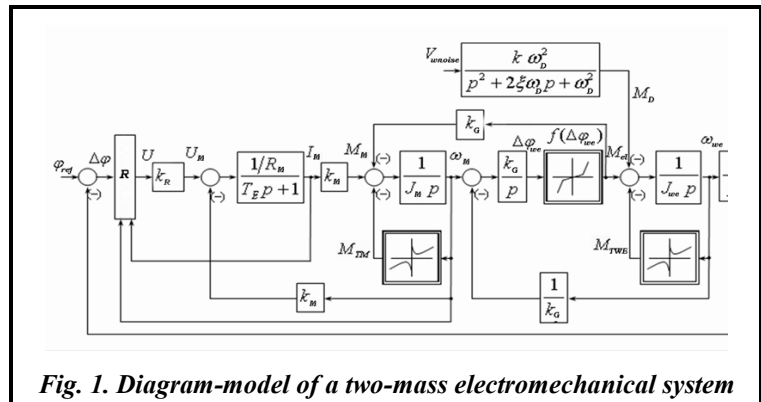 V_wnoise
k ω_D^2
p^2 + 2ξω_D p + ω_D^2
M_D
k_G
Δφ_we
f(Δφ_we)
M_el
ω_we
φ_ref
Δφ
R
U
k_R
U_M
1/R_M
T_E p + 1
I_M
k_M
M_M
1
J_M p
ω_M
k_G
p
1
J_we p
(-)
(-)
(-)
(-)
(-)
(-)
(-)
M_TM
M_TWE
k_M
1
k_G
Fig. 1. Diagram-model of a two-mass electromechanical system